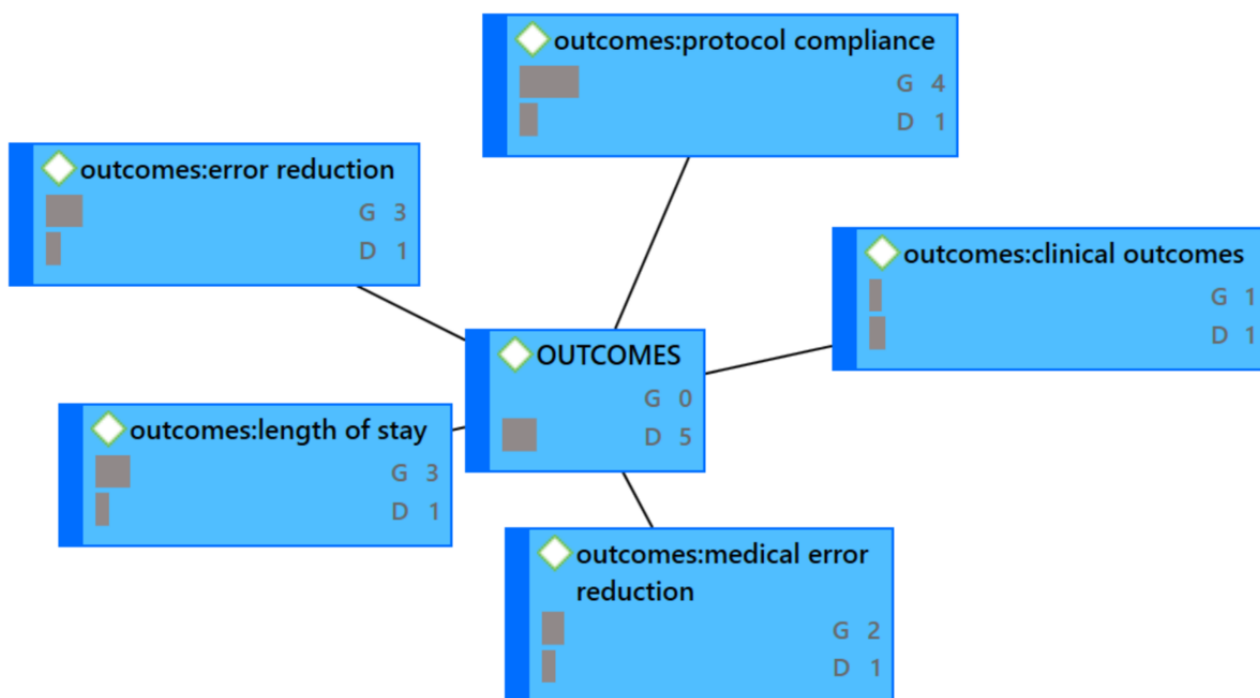 outcomes:protocol compliance
G 4
D 1
outcomes:error reduction
G 3
D 1
outcomes:clinical outcomes
G 1
D 1
OUTCOMES
G 0
D 5
outcomes:length of stay
G 3
D 1
outcomes:medical error
reduction
G 2
D 1